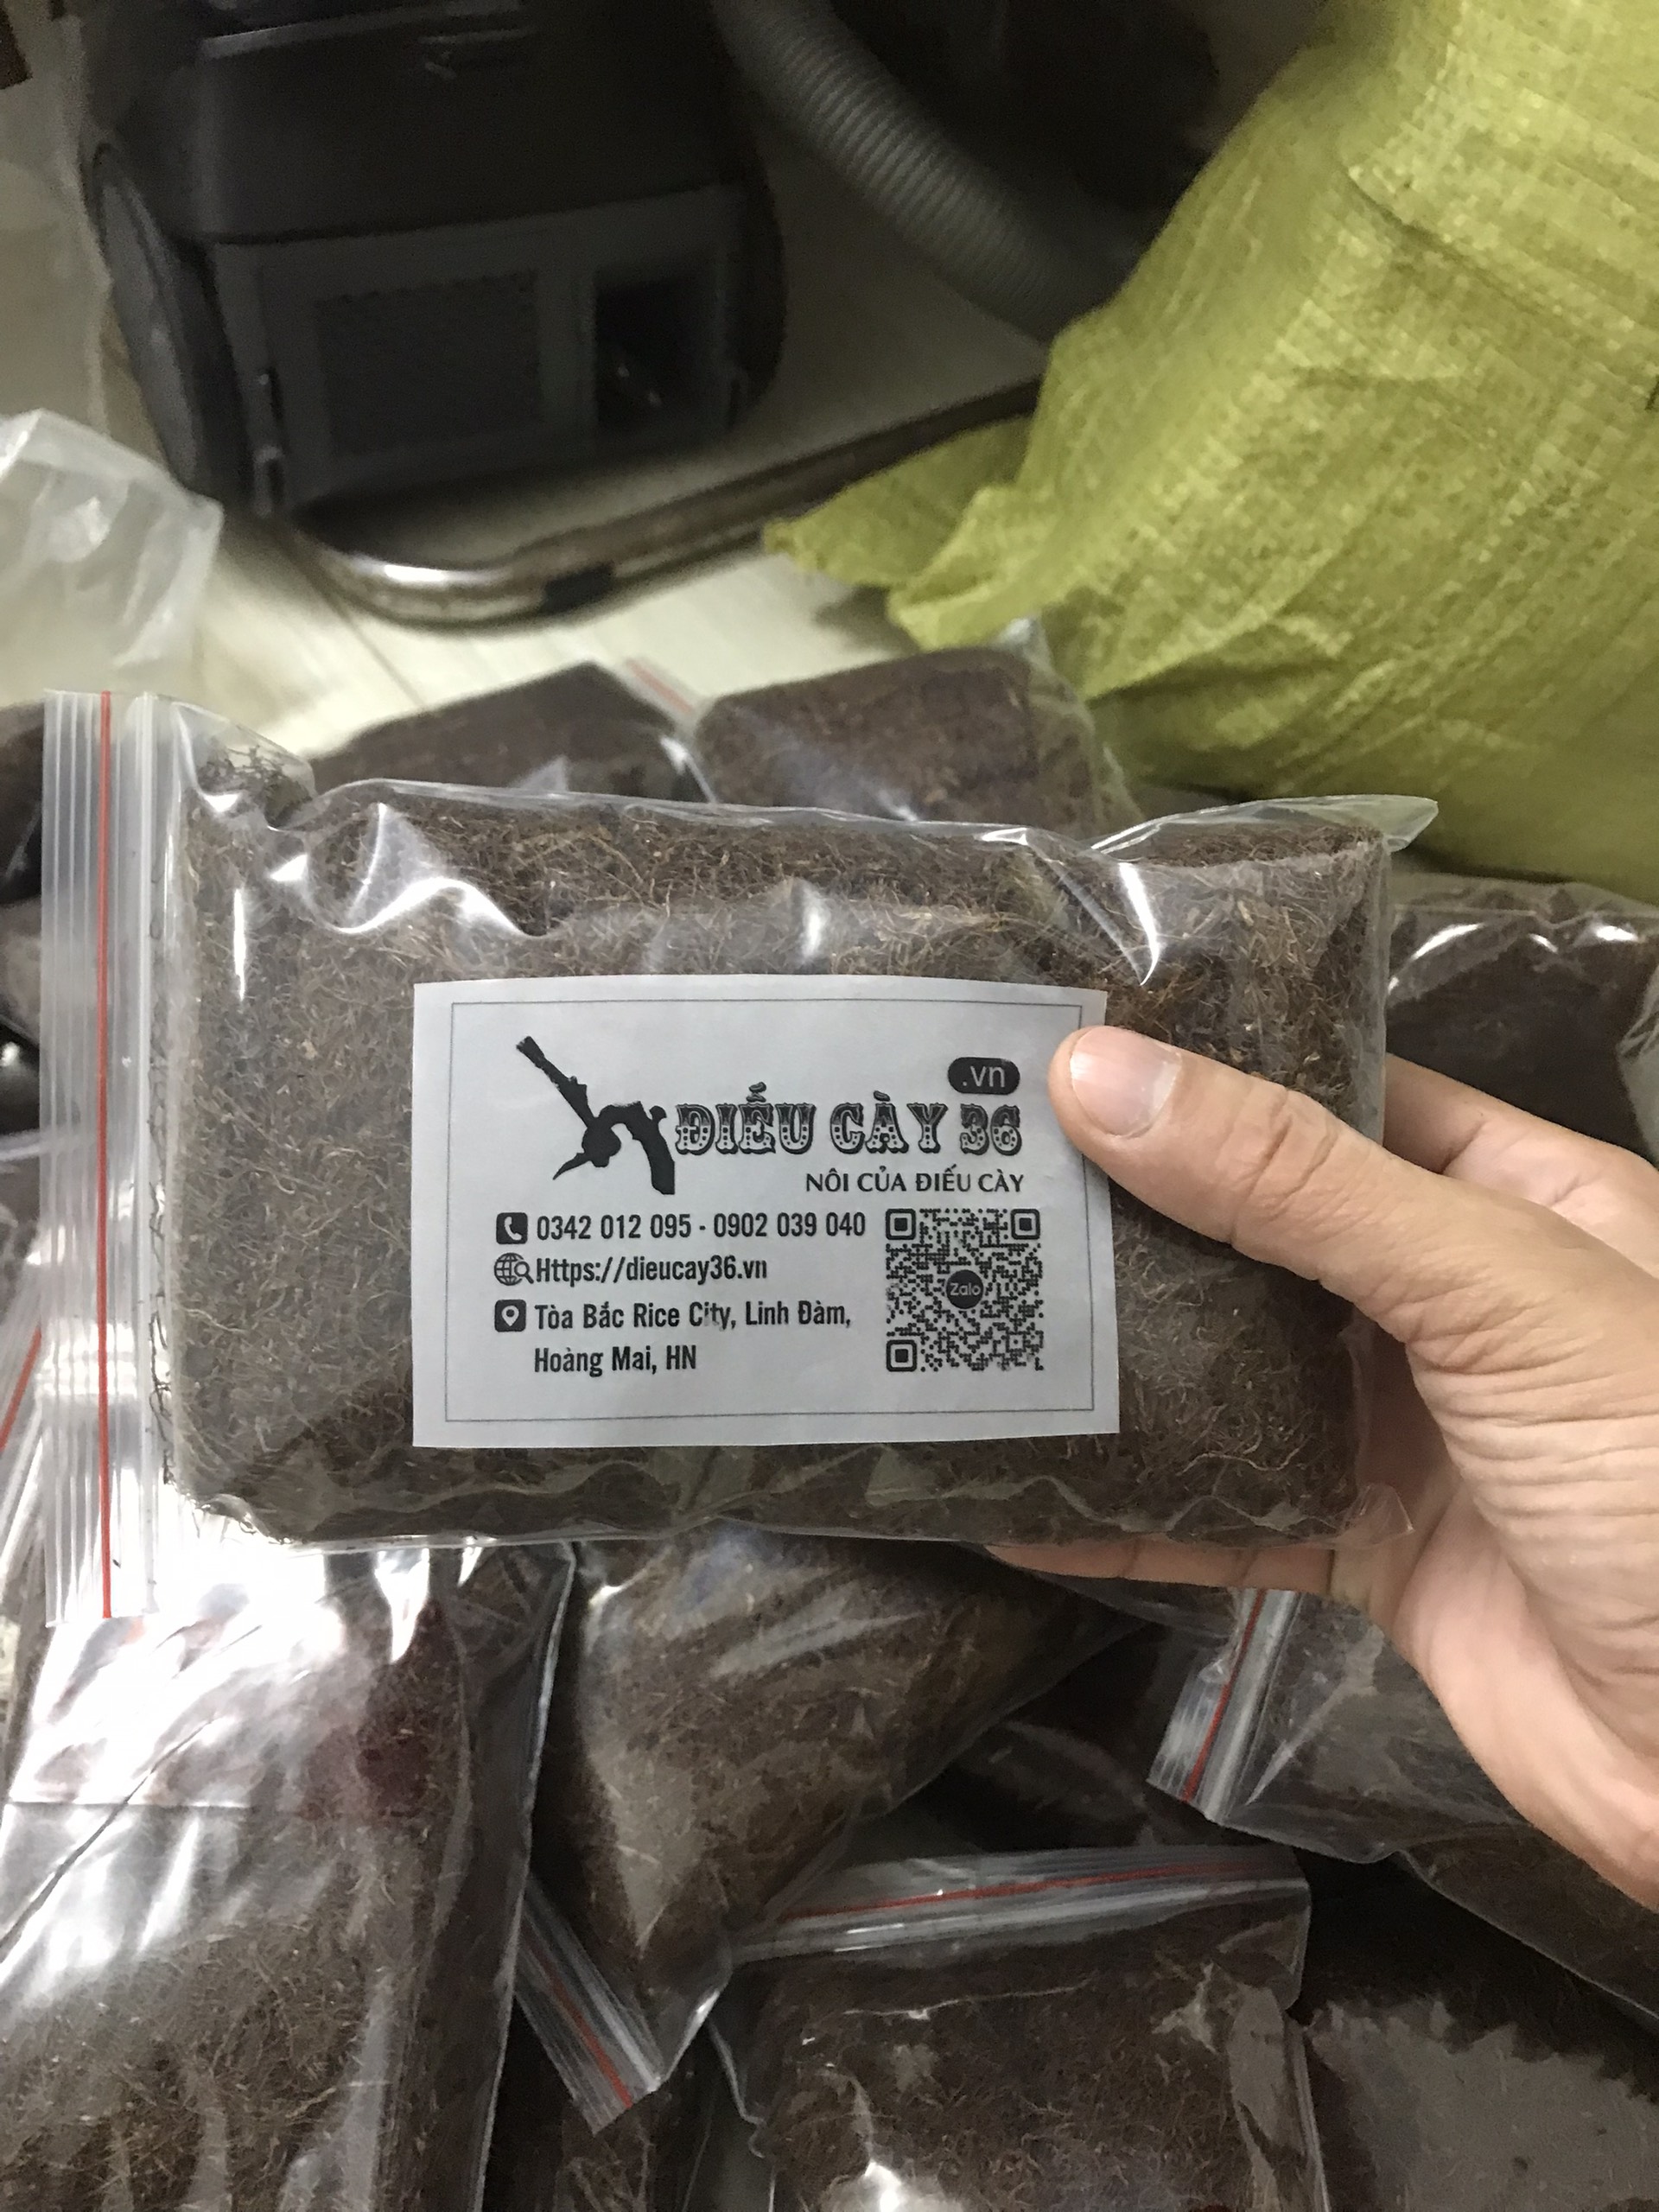 .vn
ĐIẾU CÀY 36
NÔI CỦA ĐIẾU CÀY
0342 012 095 - 0902 039 040
Https://dieucay36.vn
Tòa Bắc Rice City, Linh Đàm,
Hoàng Mai, HN
Zalo